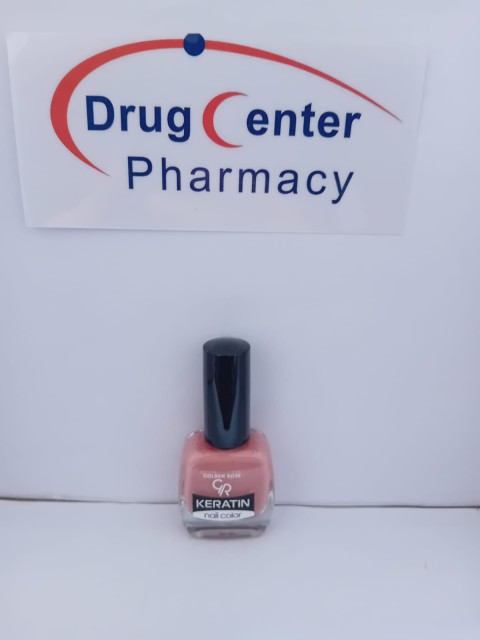 Drug Center
Pharmacy
GOLDEN ROSE
GR
KERATIN
nail color